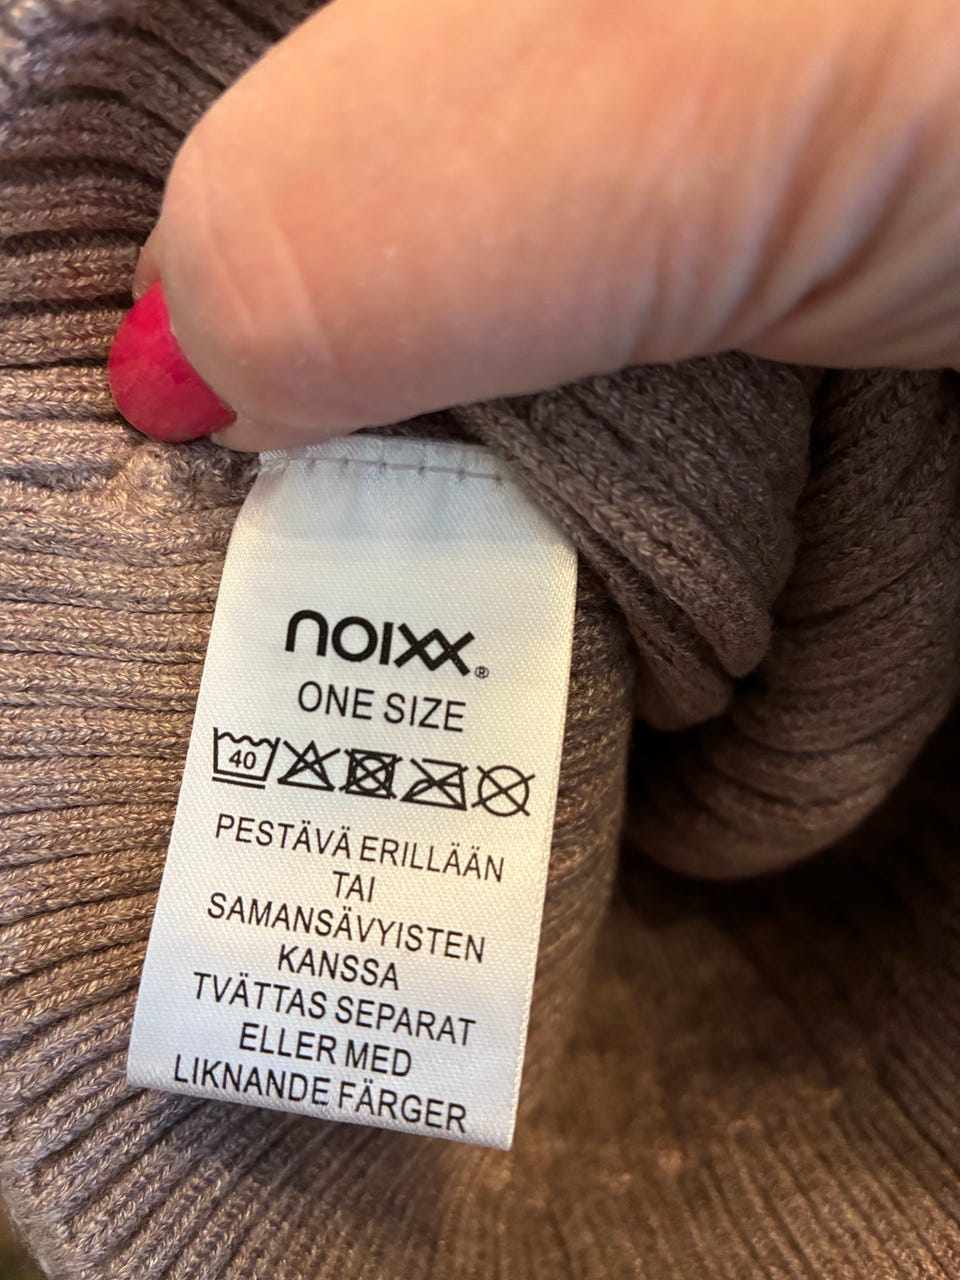 NOIXX®
ONE SIZE
40
PESTÄVÄ ERILLÄÄN
TAI
SAMANSÄVYISTEN
KANSSA
TVÄTTAS SEPARAT
ELLER MED
LIKNANDE FÄRGER